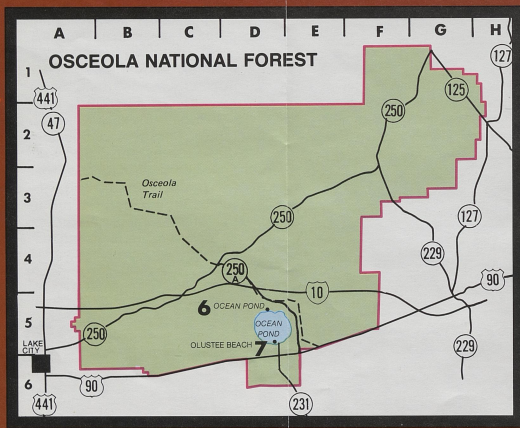 A B C D E F G H
OSCEOLA NATIONAL FOREST
1
127
441
125
47
250
2
Osceola
Trail
3
250
127
229
4
250
A
90
10
6 OCEAN POND
5
OCEAN
POND
250
LAKE
CITY
OLUSTEE BEACH 7
229
6
90
441
231